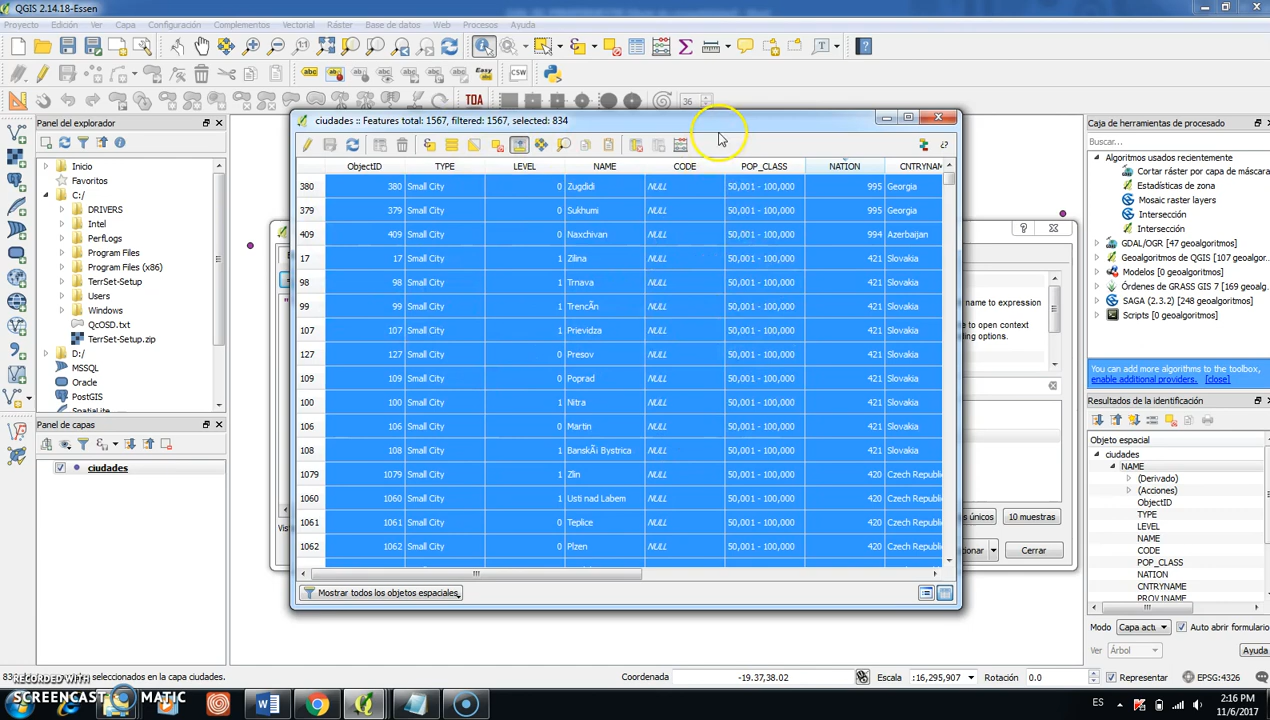 QGIS 2.14.18-Essen
Proyecto Edición Ver Capa Configuración Complementos Vectorial Ráster Base de datos Web Procesos Ayuda
abc abc abc abc abc abc Easy CSW
TOA 36
Panel del explorador
Inicio
Favoritos
C:/
DRIVERS
Intel
PerfLogs
Program Files
Program Files (x86)
TerrSet-Setup
Users
Windows
QcOSD.txt
TerrSet-Setup.zip
D:/
MSSQL
Oracle
PostGIS
SpatiaLite
Panel de capas
ciudades
ciudades :: Features total: 1567, filtered: 1567, selected: 834
ObjectID TYPE LEVEL NAME CODE POP_CLASS NATION CNTRYNAM
380 380 Small City 0 Zugdidi NULL 50,001 - 100,000 995 Georgia
379 379 Small City 0 Sukhumi NULL 50,001 - 100,000 995 Georgia
409 409 Small City 0 Naxchivan NULL 50,001 - 100,000 994 Azerbaijan
17 17 Small City 1 Zilina NULL 50,001 - 100,000 421 Slovakia
98 98 Small City 1 Trnava NULL 50,001 - 100,000 421 Slovakia
99 99 Small City 1 TrencÃn NULL 50,001 - 100,000 421 Slovakia
107 107 Small City 1 Prievidza NULL 50,001 - 100,000 421 Slovakia
127 127 Small City 0 Presov NULL 50,001 - 100,000 421 Slovakia
109 109 Small City 0 Poprad NULL 50,001 - 100,000 421 Slovakia
100 100 Small City 1 Nitra NULL 50,001 - 100,000 421 Slovakia
106 106 Small City 0 Martin NULL 50,001 - 100,000 421 Slovakia
108 108 Small City 1 BanskÃ¡ Bystrica NULL 50,001 - 100,000 421 Slovakia
1079 1079 Small City 1 Zlin NULL 50,001 - 100,000 420 Czech Republic
1060 1060 Small City 1 Usti nad Labem NULL 50,001 - 100,000 420 Czech Republic
1061 1061 Small City 0 Teplice NULL 50,001 - 100,000 420 Czech Republi
1062 1062 Small City 0 Plzen NULL 50,001 - 100,000 420 Czech Republi
Mostrar todos los objetos espaciales
name to expression
e to open context
ding options.
s únicos 10 muestras
cionar Cerrar
Caja de herramientas de procesado
Algoritmos usados recientemente
Cortar ráster por capa de máscara
Estadísticas de zona
Mosaic raster layers
Intersección
Intersección
GDAL/OGR [47 geoalgoritmos]
Geoalgoritmos de QGIS [117 geoalgo
Modelos [0 geoalgoritmos]
Órdenes de GRASS GIS 7 [169 geoalg
SAGA (2.3.2) [248 geoalgoritmos]
Scripts [0 geoalgoritmos]
You can add more algorithms to the toolbox,
enable additional providers. [close]
Resultados de la identificación
Objeto espacial
ciudades
NAME
(Derivado)
(Acciones)
ObjectID
TYPE
LEVEL
NAME
CODE
POP_CLASS
NATION
CNTRYNAME
PROV1NAME
Modo Capa actu Auto abrir formulario
Ver Árbol Ayuda
seleccionados en la capa ciudades.
Coordenada -19.37,38.02 Escala :16,295,907 Rotación 0.0 Representar EPSG:4326
SCREENCAST MATIC
ES 2:16 PM
11/6/2017